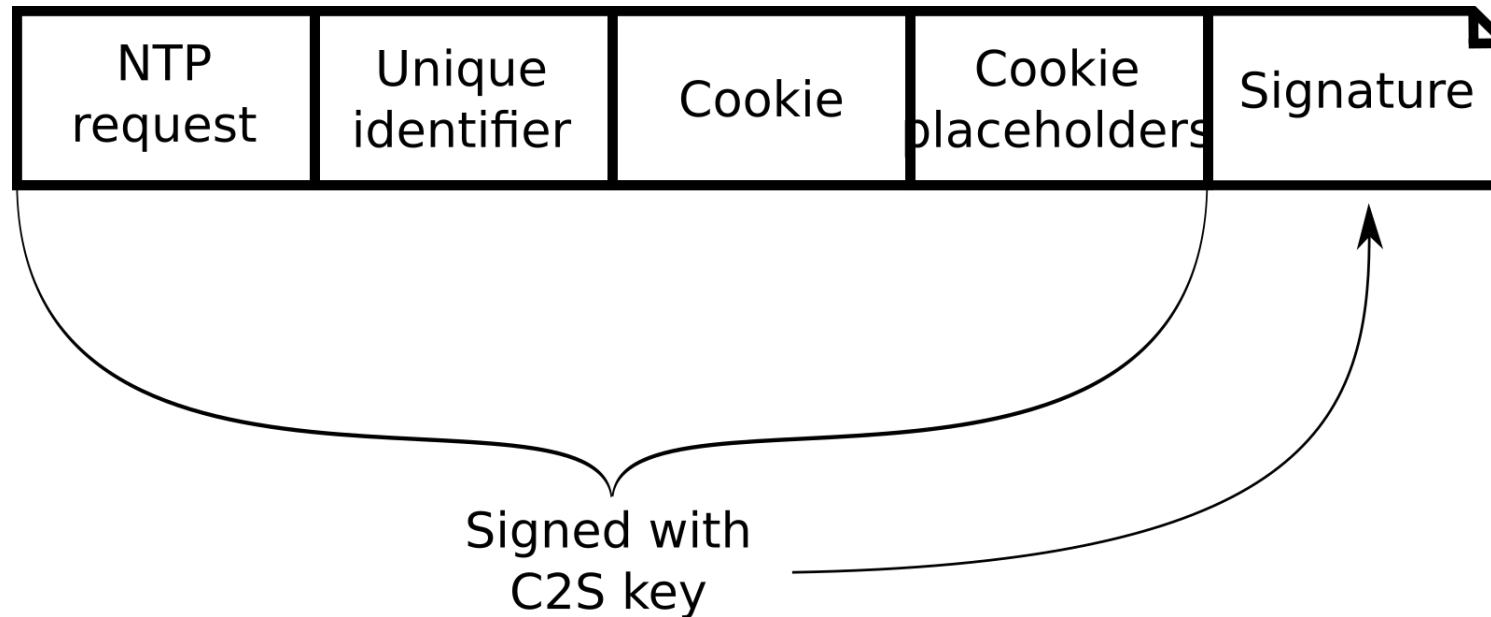 NTP
request
Unique
identifier
Cookie
Cookie
placeholders
Signature
Signed with
C2S key